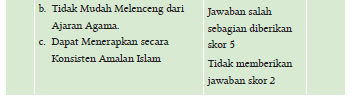 b. Tidak Mudah Melenceng dari
Ajaran Agama.
c. Dapat Menerapkan secara
Konsisten Amalan Islam
Jawaban salah
sebagian diberikan
skor 5
Tidak memberikan
jawaban skor 2